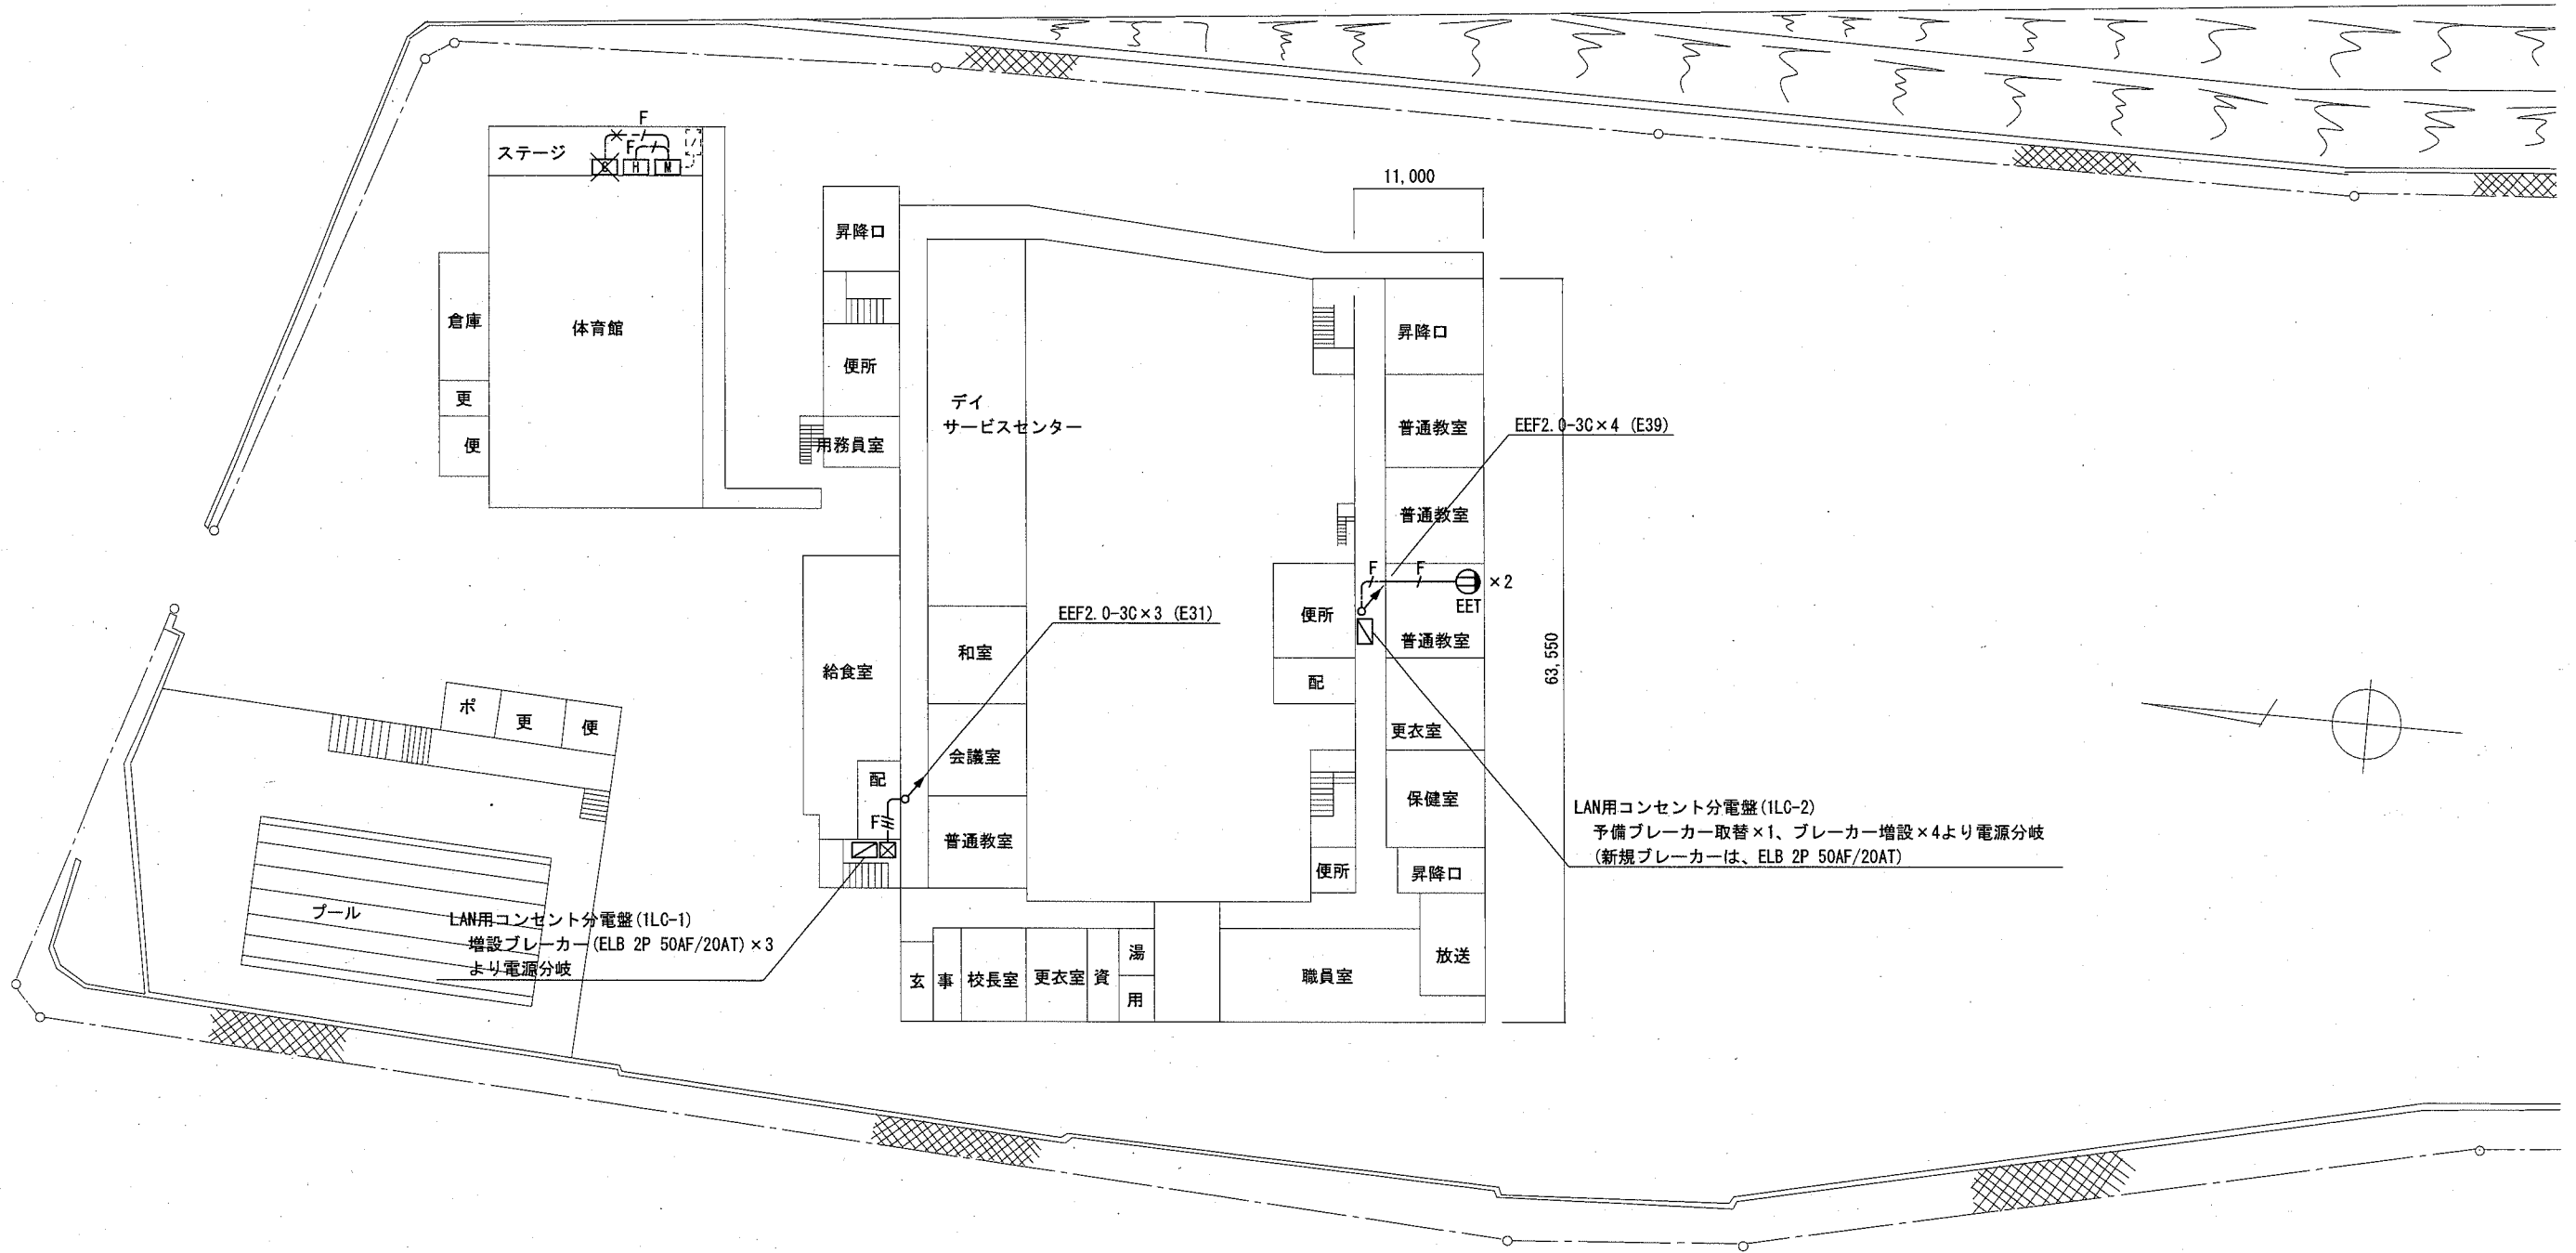 F
ステージ
F
H
M
11,000
昇降口
倉庫
体育館
昇降口
便所
更
デイ
サービスセンター
普通教室
EEF2.0-3C×4 (E39)
便
用務員室
普通教室
F
F
×2
EET
EEF2.0-3C×3 (E31)
便所
普通教室
和室
給食室
63,550
配
ポ
更
便
更衣室
会議室
配
保健室
LAN用コンセント分電盤(1LC-2)
予備ブレーカー取替×1、ブレーカー増設×4より電源分岐
(新規ブレーカーは、ELB 2P 50AF/20AT)
F
普通教室
便所
昇降口
プール
LAN用コンセント分電盤(1LC-1)
増設ブレーカー(ELB 2P 50AF/20AT)×3
より電源分岐
湯
放送
玄
事
校長室
更衣室
資
職員室
用